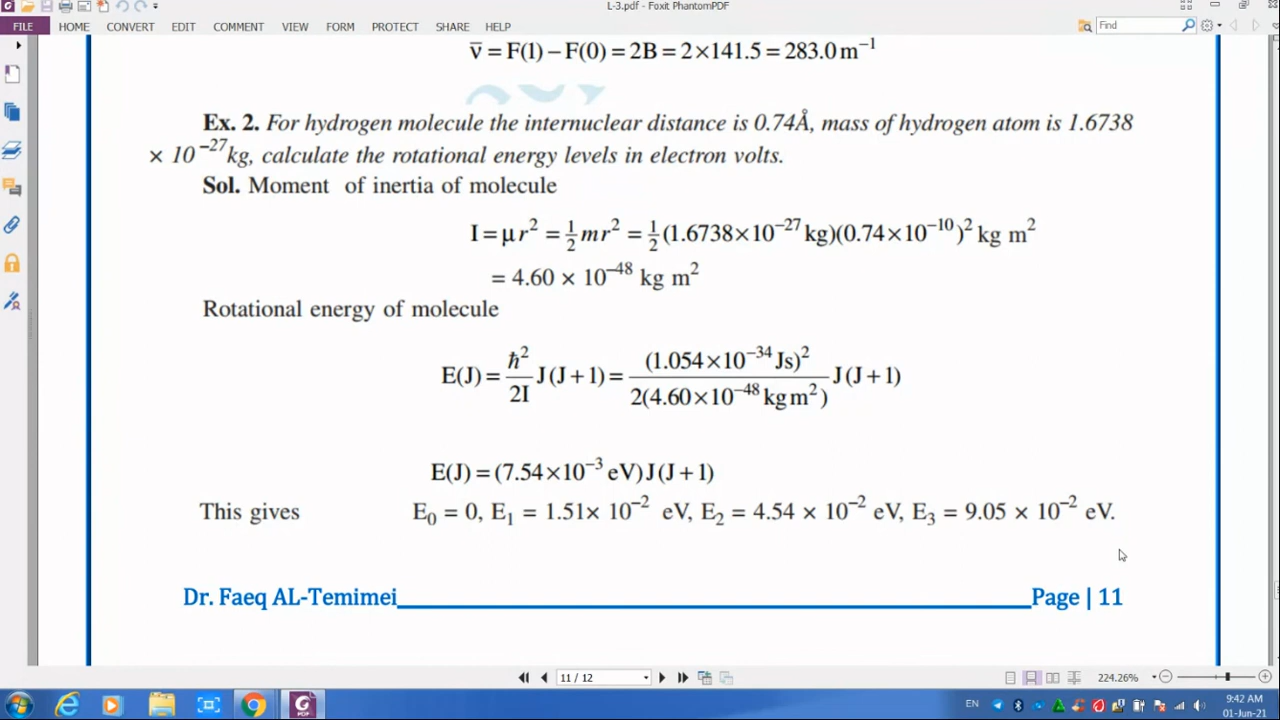 L-3.pdf - Foxit PhantomPDF
FILE HOME CONVERT EDIT COMMENT VIEW FORM PROTECT SHARE HELP Find
ν̅ = F(1) − F(0) = 2B = 2×141.5 = 283.0 m⁻¹
Ex. 2. For hydrogen molecule the internuclear distance is 0.74Å, mass of hydrogen atom is 1.6738
× 10⁻²⁷kg, calculate the rotational energy levels in electron volts.
Sol. Moment of inertia of molecule
I = μr² = ½mr² = ½(1.6738×10⁻²⁷ kg)(0.74×10⁻¹⁰)² kg m²
= 4.60 × 10⁻⁴⁸ kg m²
Rotational energy of molecule
E(J) = ℏ²/2I J(J+1) = (1.054×10⁻³⁴ Js)²/2(4.60×10⁻⁴⁸ kg m²) J(J+1)
E(J) = (7.54×10⁻³ eV)J(J+1)
This gives E₀ = 0, E₁ = 1.51× 10⁻² eV, E₂ = 4.54 × 10⁻² eV, E₃ = 9.05 × 10⁻² eV.
Dr. Faeq AL-Temimei Page | 11
11 / 12 224.26%
EN 9:42 AM
01-Jun-21